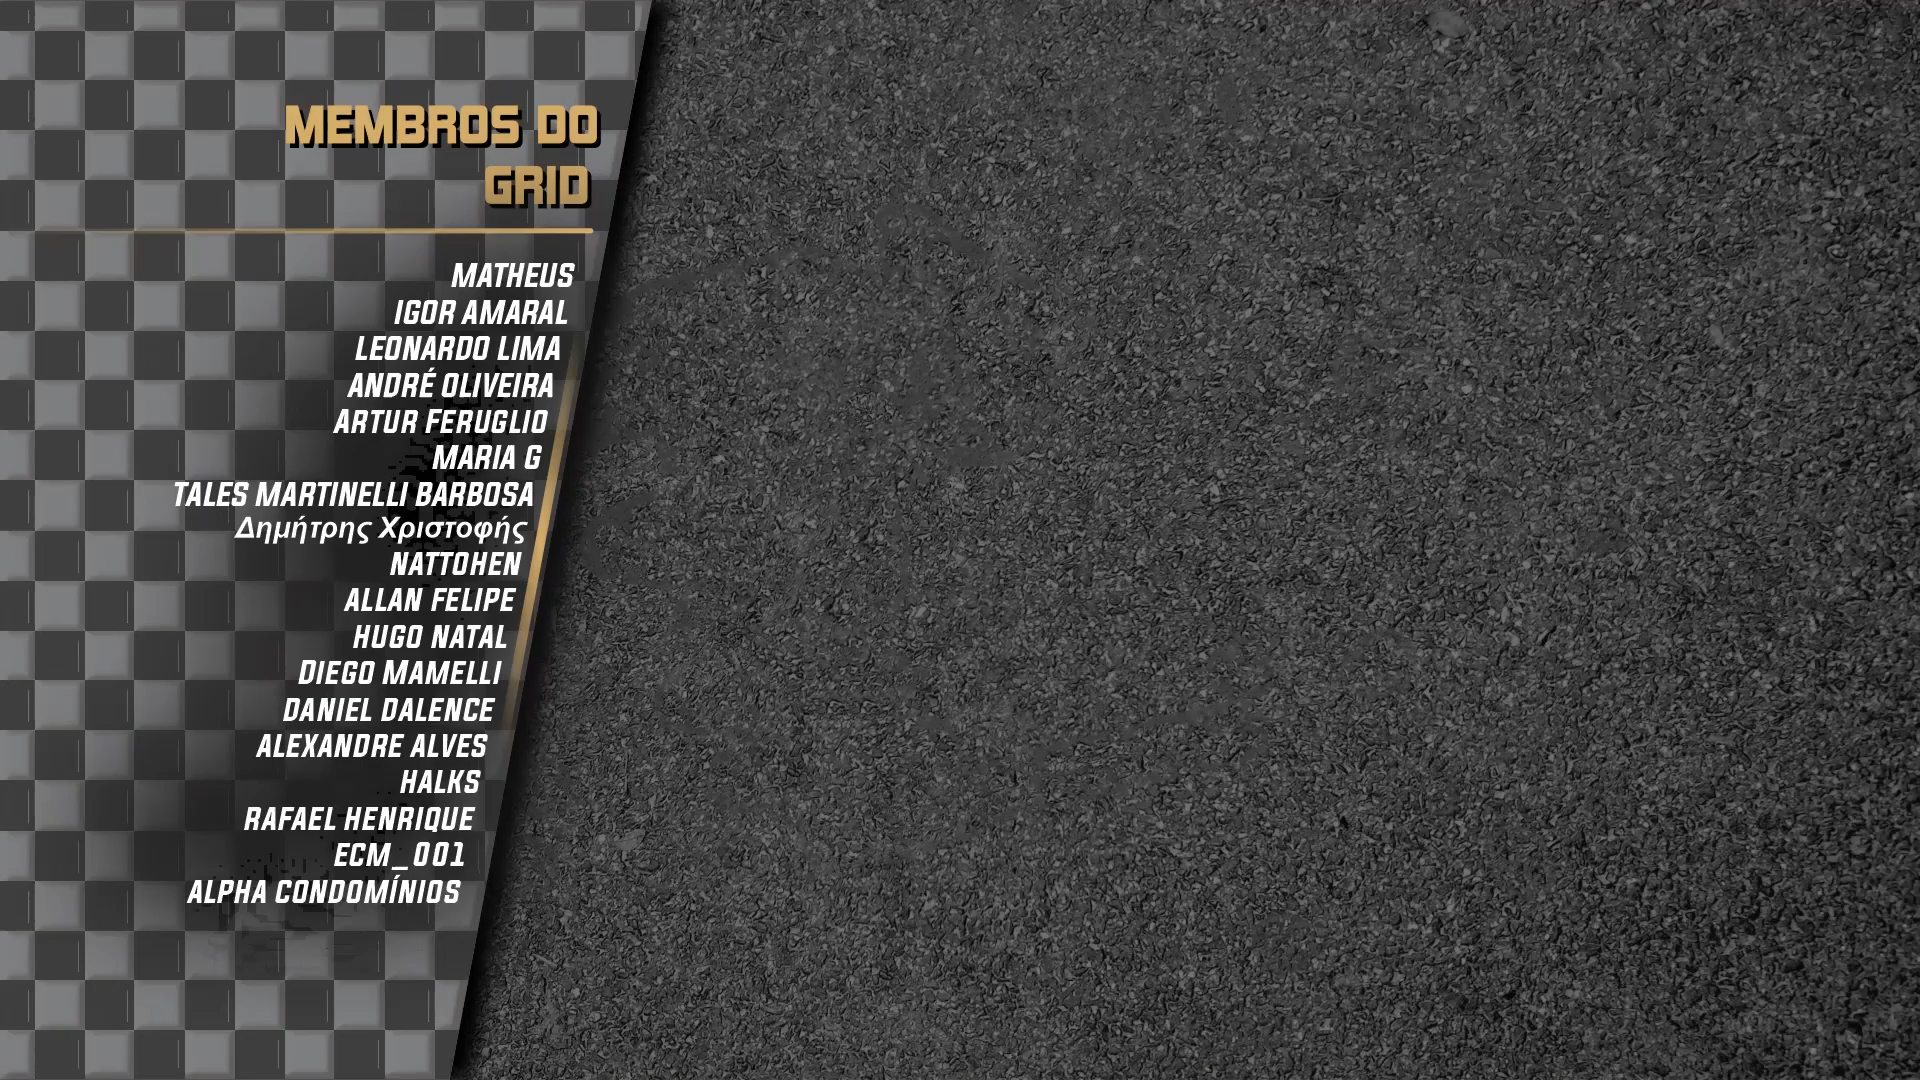 MEMBROS DO
GRID
MATHEUS
IGOR AMARAL
LEONARDO LIMA
ANDRÉ OLIVEIRA
ARTUR FERUGLIO
MARIA G
TALES MARTINELLI BARBOSA
Δημήτρης Χριστοφής
NATTOHEN
ALLAN FELIPE
HUGO NATAL
DIEGO MAMELLI
DANIEL DALENCE
ALEXANDRE ALVES
HALKS
RAFAEL HENRIQUE
ECM_001
ALPHA CONDOMÍNIOS